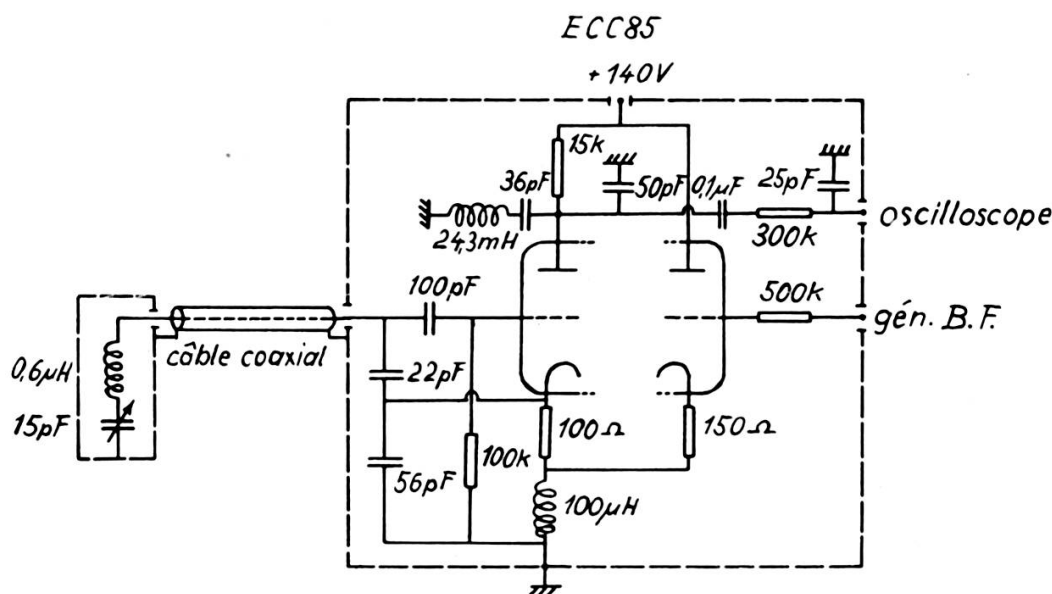 ECC85
+140V
15k
36pF
50pF
0,1µF
25pF
24,3mH
300k
oscilloscope
100pF
500k
gén. B.F.
câble coaxial
0,6µH
22pF
15pF
100Ω
150Ω
56pF
100k
100µH